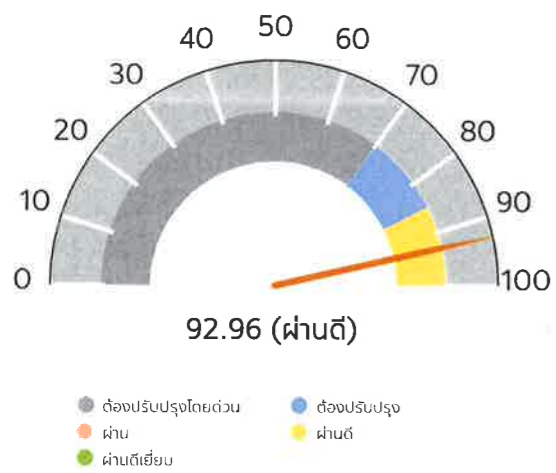 50
40
60
30
70
20
80
10
90
0
100
92.96 (ผ่านดี)
ต้องปรับปรุงโดยด่วน
ต้องปรับปรุง
ผ่าน
ผ่านดี
ผ่านดีเยี่ยม